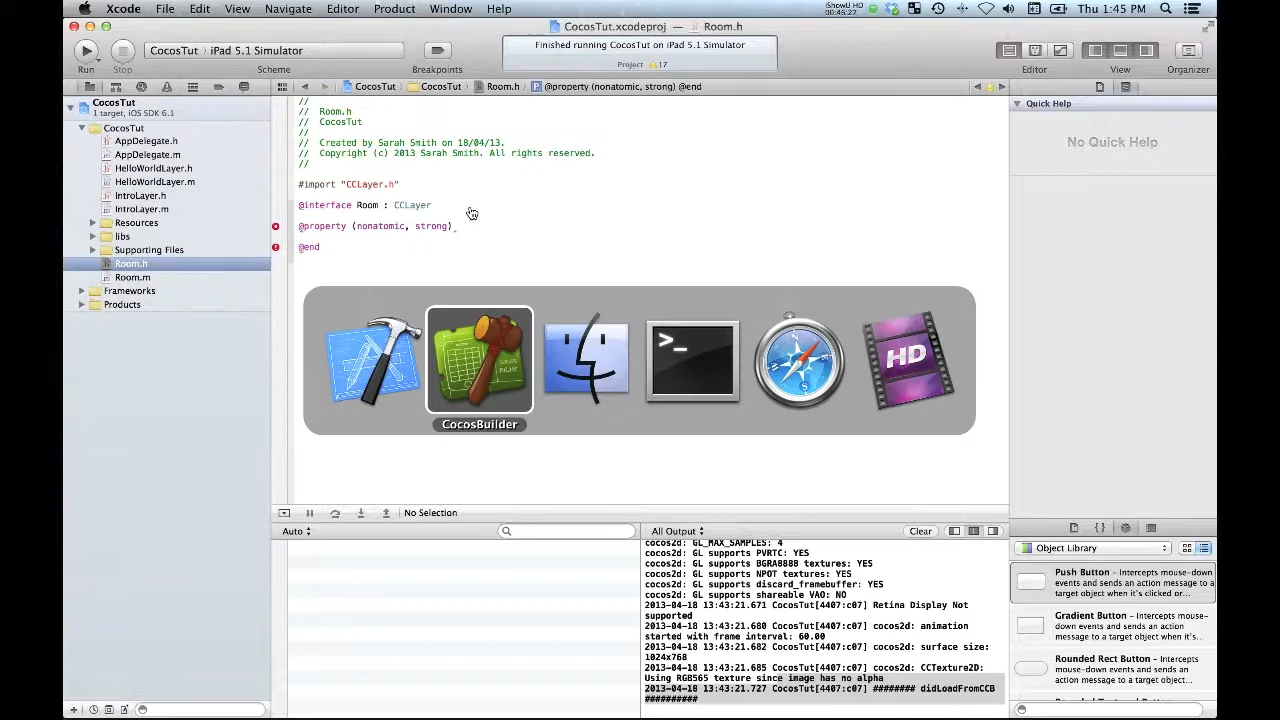 Xcode File Edit View Navigate Editor Product Window Help
ShowU HD
00:45:27
Thu 1:45 PM
CocosTut.xcodeproj — Room.h
CocosTut iPad 5.1 Simulator
Finished running CocosTut on iPad 5.1 Simulator
Project 17
Run Stop Scheme Breakpoints Editor View Organizer
CocosTut CocosTut Room.h @property (nonatomic, strong) @end
CocosTut
1 target, iOS SDK 6.1
CocosTut
AppDelegate.h
AppDelegate.m
HelloWorldLayer.h
HelloWorldLayer.m
IntroLayer.h
IntroLayer.m
Resources
libs
Supporting Files
Room.h
Room.m
Frameworks
Products
//
// Room.h
// CocosTut
//
// Created by Sarah Smith on 18/04/13.
// Copyright (c) 2013 Sarah Smith. All rights reserved.
//
#import "CCLayer.h"
@interface Room : CCLayer
@property (nonatomic, strong)
@end
Quick Help
No Quick Help
HD
CocosBuilder
No Selection
Auto
All Output
Clear
cocos2d: GL_MAX_SAMPLES: 4
cocos2d: GL supports PVRTC: YES
cocos2d: GL supports BGRA8888 textures: YES
cocos2d: GL supports NPOT textures: YES
cocos2d: GL supports discard_framebuffer: YES
cocos2d: GL supports shareable VAO: NO
2013-04-18 13:43:21.671 CocosTut[4407:c07] Retina Display Not
supported
2013-04-18 13:43:21.680 CocosTut[4407:c07] cocos2d: animation
started with frame interval: 60.00
2013-04-18 13:43:21.682 CocosTut[4407:c07] cocos2d: surface size:
1024x768
2013-04-18 13:43:21.685 CocosTut[4407:c07] cocos2d: CCTexture2D:
Using RGB565 texture since image has no alpha
2013-04-18 13:43:21.727 CocosTut[4407:c07] ######## didLoadFromCCB
##########
Object Library
Push Button – Intercepts mouse-down
events and sends an action message to a
target object when it's clicked or...
Gradient Button – Intercepts mouse-
down events and sends an action
message to a target object when it's...
Rounded Rect Button – Intercepts
mouse-down events and sends an
action message to a target object...